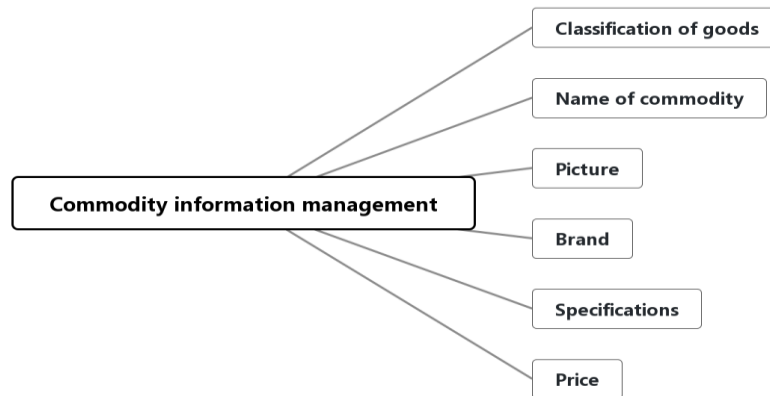 Classification of goods
Name of commodity
Picture
Commodity information management
Brand
Specifications
Price